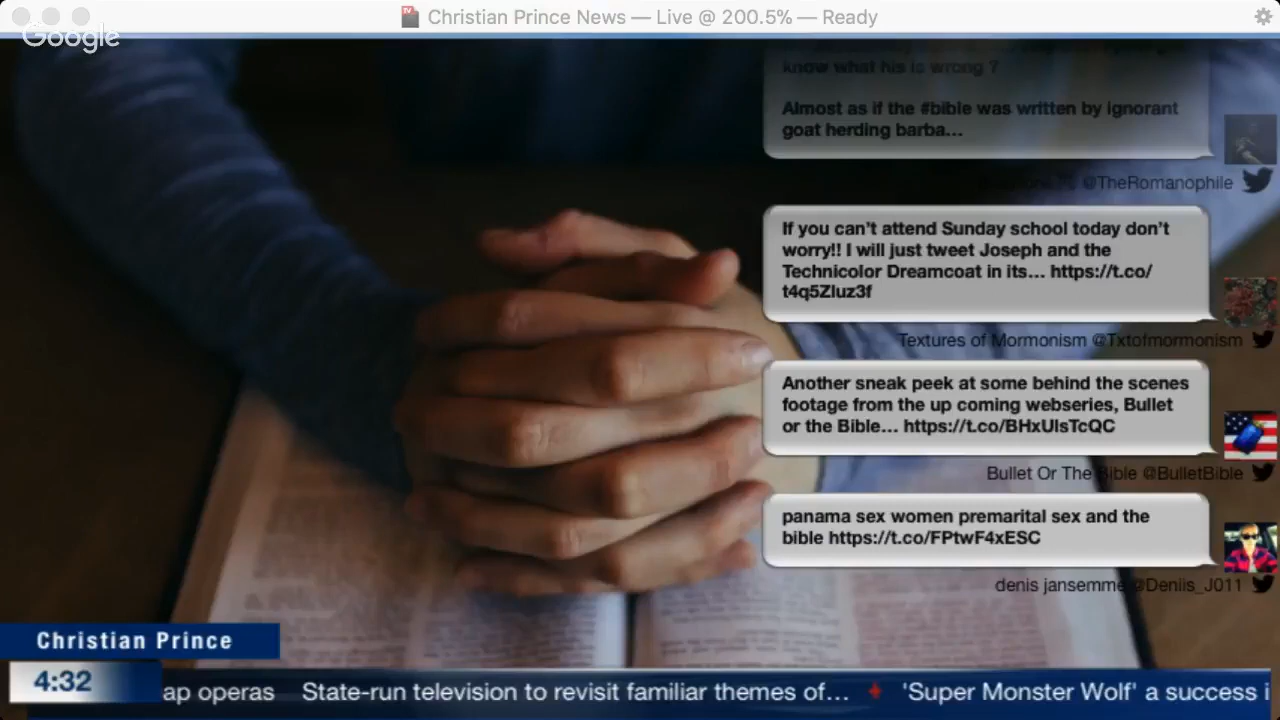 Christian Prince News — Live @ 200.5% — Ready
Google
know what his is wrong ?
Almost as if the #bible was written by ignorant
goat herding barba...
@TheRomanophile
If you can't attend Sunday school today don't
worry!! I will just tweet Joseph and the
Technicolor Dreamcoat in its... https://t.co/
t4q5Zluz3f
Textures of Mormonism @Txtofmormonism
Another sneak peek at some behind the scenes
footage from the up coming webseries, Bullet
or the Bible... https://t.co/BHxUlsTcQC
Bullet Or The Bible @BulletBible
panama sex women premarital sex and the
bible https://t.co/FPtwF4xESC
denis jansemme @Deniis_J011
Christian Prince
4:32
ap operas State-run television to revisit familiar themes of... 'Super Monster Wolf' a success i